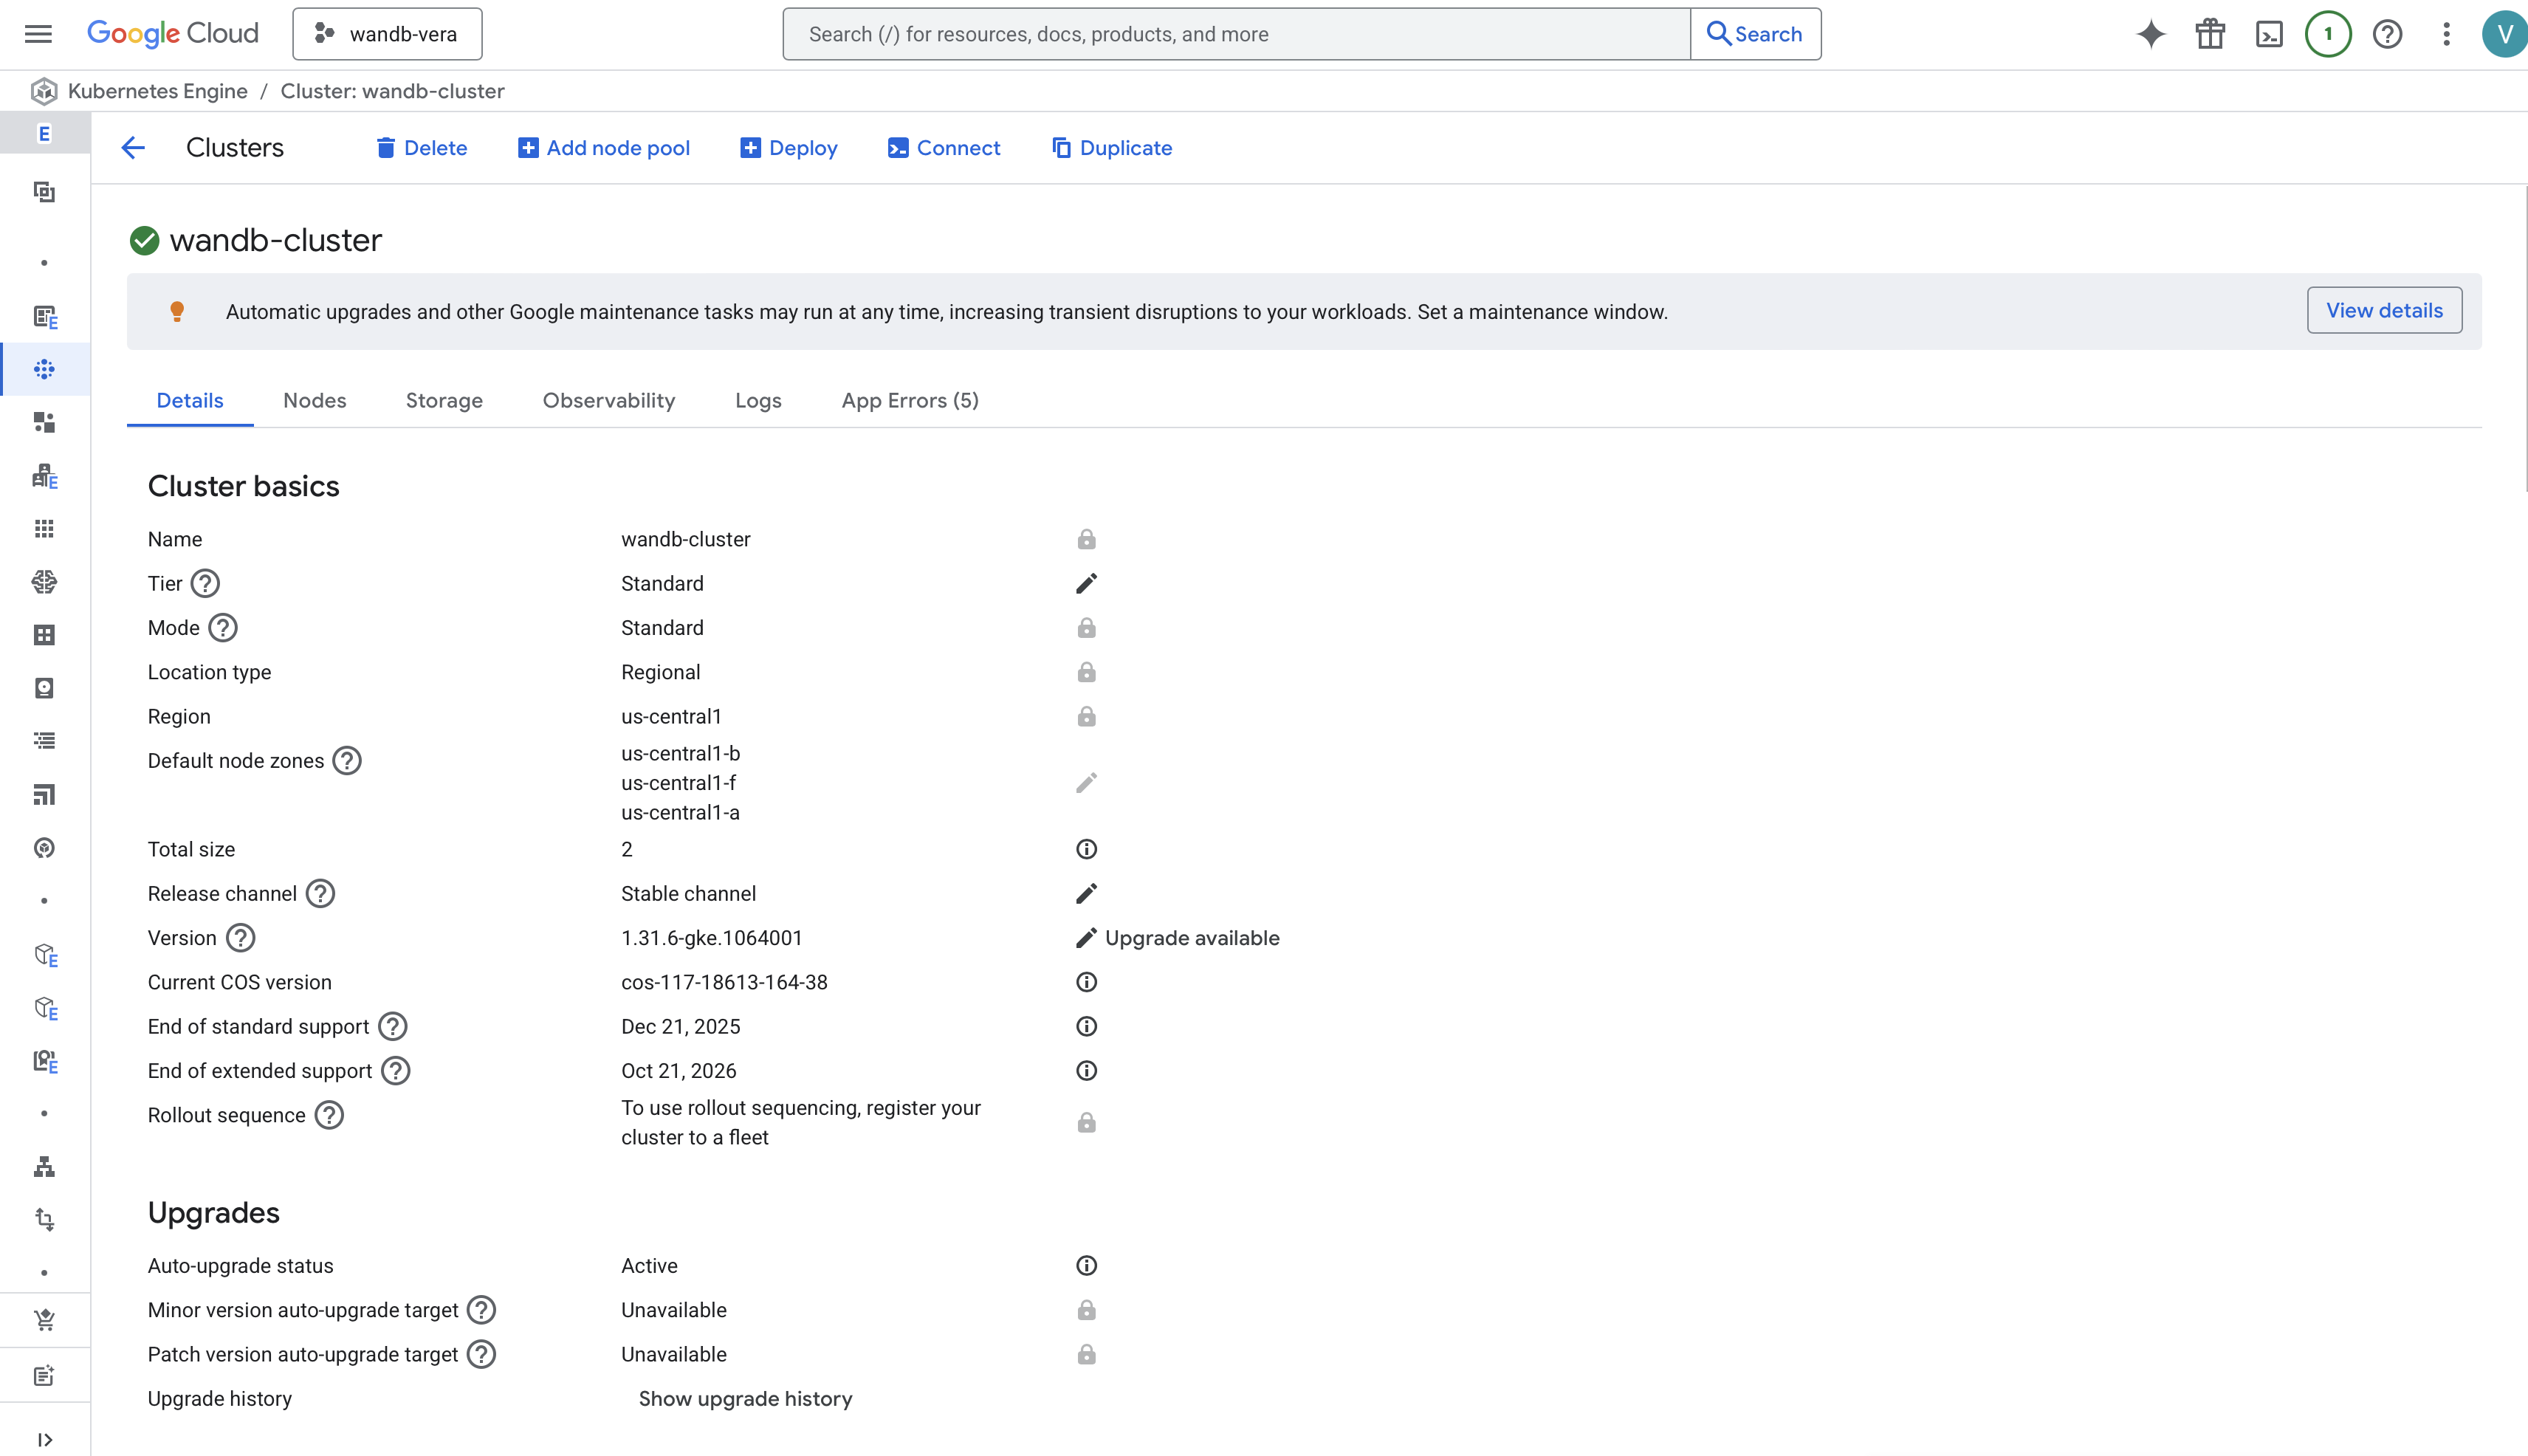 Google Cloud
wandb-vera
Search (/) for resources, docs, products, and more
Search
1
V
Kubernetes Engine / Cluster: wandb-cluster
E
Clusters
Delete
Add node pool
Deploy
Connect
Duplicate
wandb-cluster
Automatic upgrades and other Google maintenance tasks may run at any time, increasing transient disruptions to your workloads. Set a maintenance window.
View details
E
Details
Nodes
Storage
Observability
Logs
App Errors (5)
E
Cluster basics
Name wandb-cluster
Tier Standard
Mode Standard
Location type Regional
Region us-central1
Default node zones us-central1-b
us-central1-f
us-central1-a
Total size 2
Release channel Stable channel
Version 1.31.6-gke.1064001 Upgrade available
E
Current COS version cos-117-18613-164-38
E
End of standard support Dec 21, 2025
E
End of extended support Oct 21, 2026
Rollout sequence To use rollout sequencing, register your
cluster to a fleet
Upgrades
Auto-upgrade status Active
Minor version auto-upgrade target Unavailable
Patch version auto-upgrade target Unavailable
Upgrade history Show upgrade history